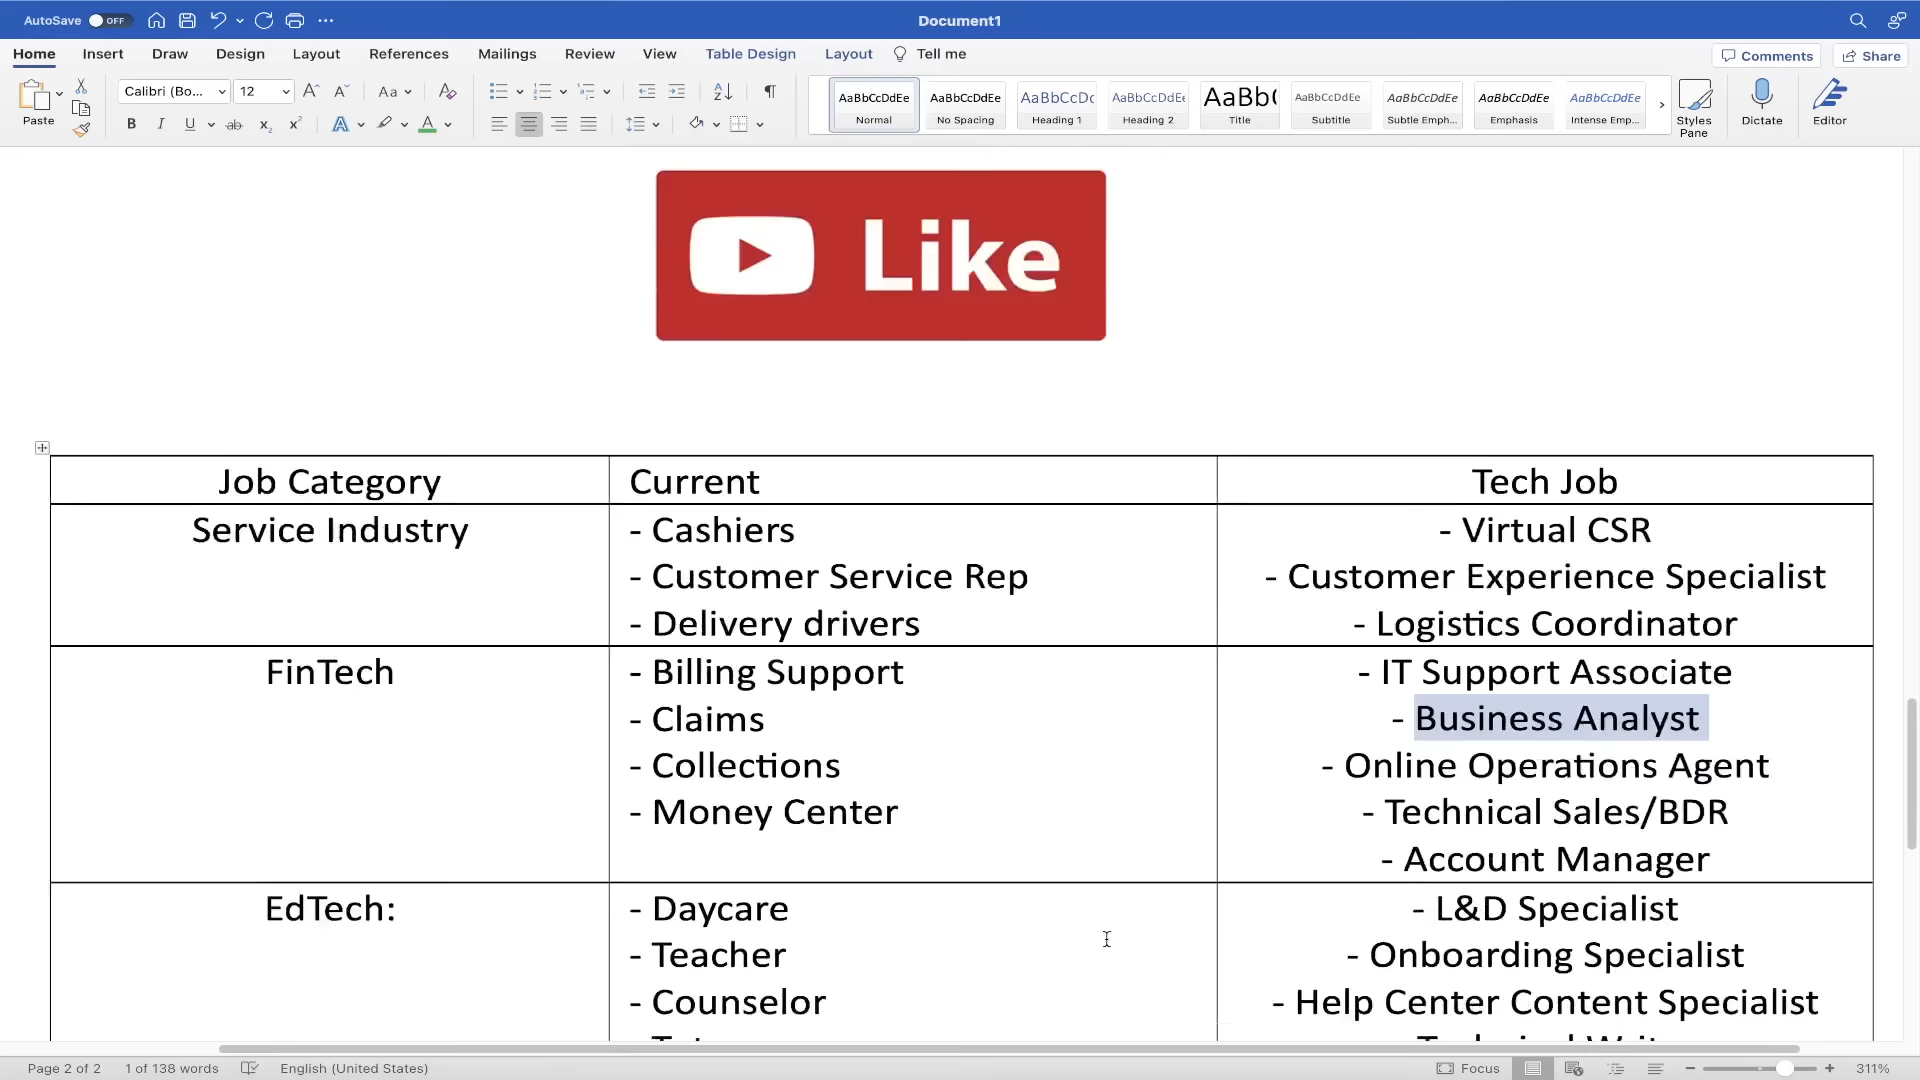 AutoSave OFF Document1
Home Insert Draw Design Layout References Mailings Review View Table Design Layout Tell me Comments Share
Paste Calibri (Bo... 12 Aa
AaBbCcDdEe AaBbCcDdEe AaBbCcDc AaBbCcDdEe AaBb( AaBbCcDdEe AaBbCcDdEe AaBbCcDdEe AaBbCcDdEe
Normal No Spacing Heading 1 Heading 2 Title Subtitle Subtle Emph... Emphasis Intense Emp... Styles Pane Dictate Editor
Like
Job Category Current Tech Job
Service Industry - Cashiers - Virtual CSR
- Customer Service Rep - Customer Experience Specialist
- Delivery drivers - Logistics Coordinator
FinTech - Billing Support - IT Support Associate
- Claims - Business Analyst
- Collections - Online Operations Agent
- Money Center - Technical Sales/BDR
- Account Manager
EdTech: - Daycare - L&D Specialist
- Teacher - Onboarding Specialist
- Counselor - Help Center Content Specialist
Page 2 of 2 1 of 138 words English (United States) Focus 311%